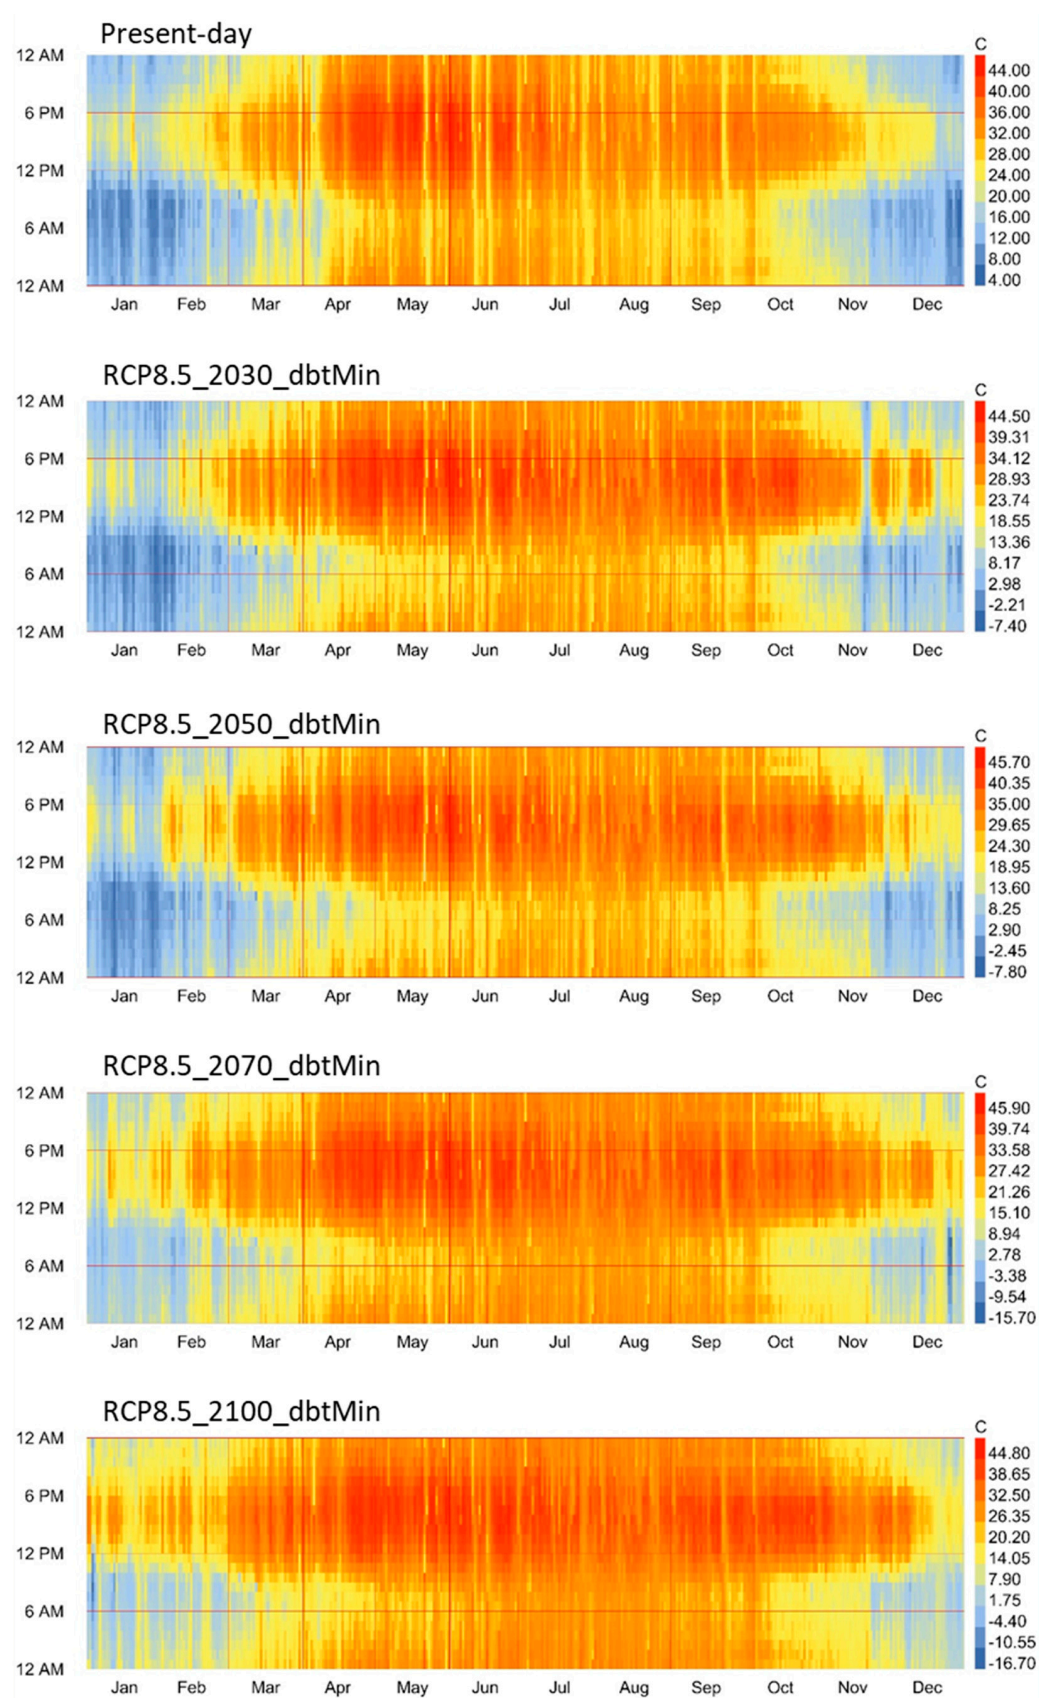 Present-day
C
12 AM
6 PM
12 PM
6 AM
12 AM
44.00
40.00
36.00
32.00
28.00
24.00
20.00
16.00
12.00
8.00
4.00
Jan Feb Mar Apr May Jun Jul Aug Sep Oct Nov Dec
RCP8.5_2030_dbtMin
C
12 AM
6 PM
12 PM
6 AM
12 AM
44.50
39.31
34.12
28.93
23.74
18.55
13.36
8.17
2.98
-2.21
-7.40
Jan Feb Mar Apr May Jun Jul Aug Sep Oct Nov Dec
RCP8.5_2050_dbtMin
C
12 AM
6 PM
12 PM
6 AM
12 AM
45.70
40.35
35.00
29.65
24.30
18.95
13.60
8.25
2.90
-2.45
-7.80
Jan Feb Mar Apr May Jun Jul Aug Sep Oct Nov Dec
RCP8.5_2070_dbtMin
C
12 AM
6 PM
12 PM
6 AM
12 AM
45.90
39.74
33.58
27.42
21.26
15.10
8.94
2.78
-3.38
-9.54
-15.70
Jan Feb Mar Apr May Jun Jul Aug Sep Oct Nov Dec
RCP8.5_2100_dbtMin
C
12 AM
6 PM
12 PM
6 AM
12 AM
44.80
38.65
32.50
26.35
20.20
14.05
7.90
1.75
-4.40
-10.55
-16.70
Jan Feb Mar Apr May Jun Jul Aug Sep Oct Nov Dec